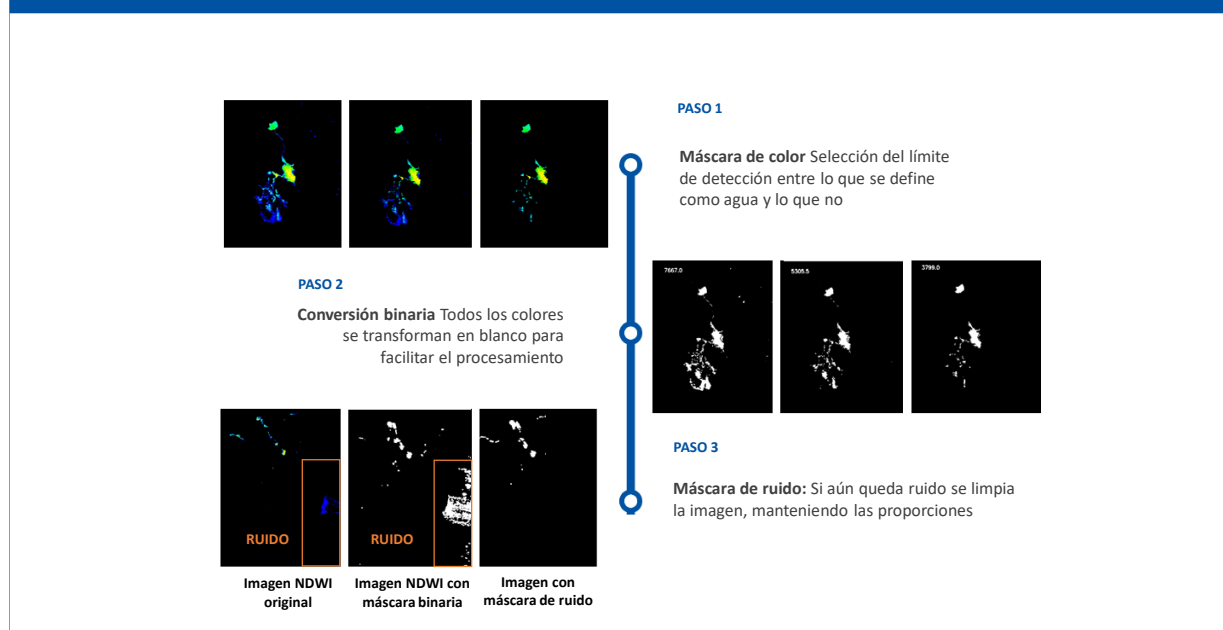 PASO 1
Máscara de color Selección del límite
de detección entre lo que se define
como agua y lo que no
PASO 2
Conversión binaria Todos los colores
se transforman en blanco para
facilitar el procesamiento
7667.0
5305.5
3799.0
PASO 3
Máscara de ruido: Si aún queda ruido se limpia
la imagen, manteniendo las proporciones
RUIDO
RUIDO
Imagen NDWI
original
Imagen NDWI con
máscara binaria
Imagen con
máscara de ruido